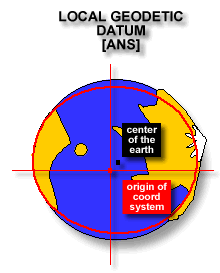 LOCAL GEODETIC
DATUM
[ANS]
center
of the
earth
origin of
coord
system